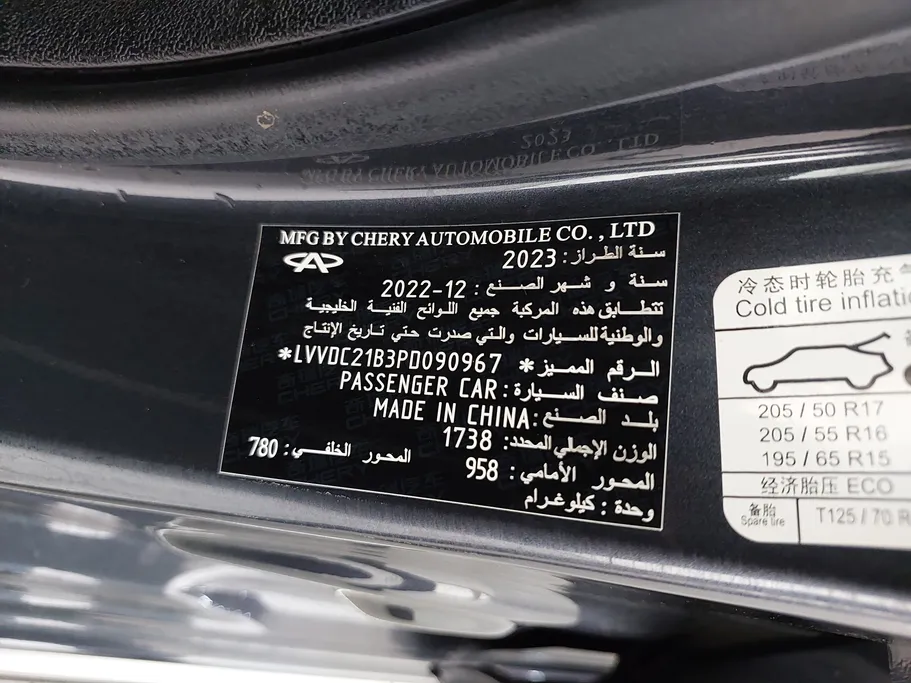 MFG BY CHERY AUTOMOBILE CO. , LTD
سنة الطراز : 2023
سنة و شهر الصنع : 2022-12
تتطابق هذه المركبة جميع اللوائح الفنية الخليجية
والوطنية للسيارات والتي صدرت حتي تاريخ الإنتاج
الرقم المميز: *LVVDC21B3PD090967*
صنف السيارة : PASSENGER CAR
بلد الصنع : MADE IN CHINA
الوزن الإجمالي المحدد: 1738
المحور الأمامي : 958 المحور الخلفي : 780
وحدة : كيلوغرام
冷态时轮胎充气
Cold tire inflatio
205 / 50 R17
205 / 55 R16
195 / 65 R15
经济胎压 ECO
备胎
Spare tire
T125 / 70 R